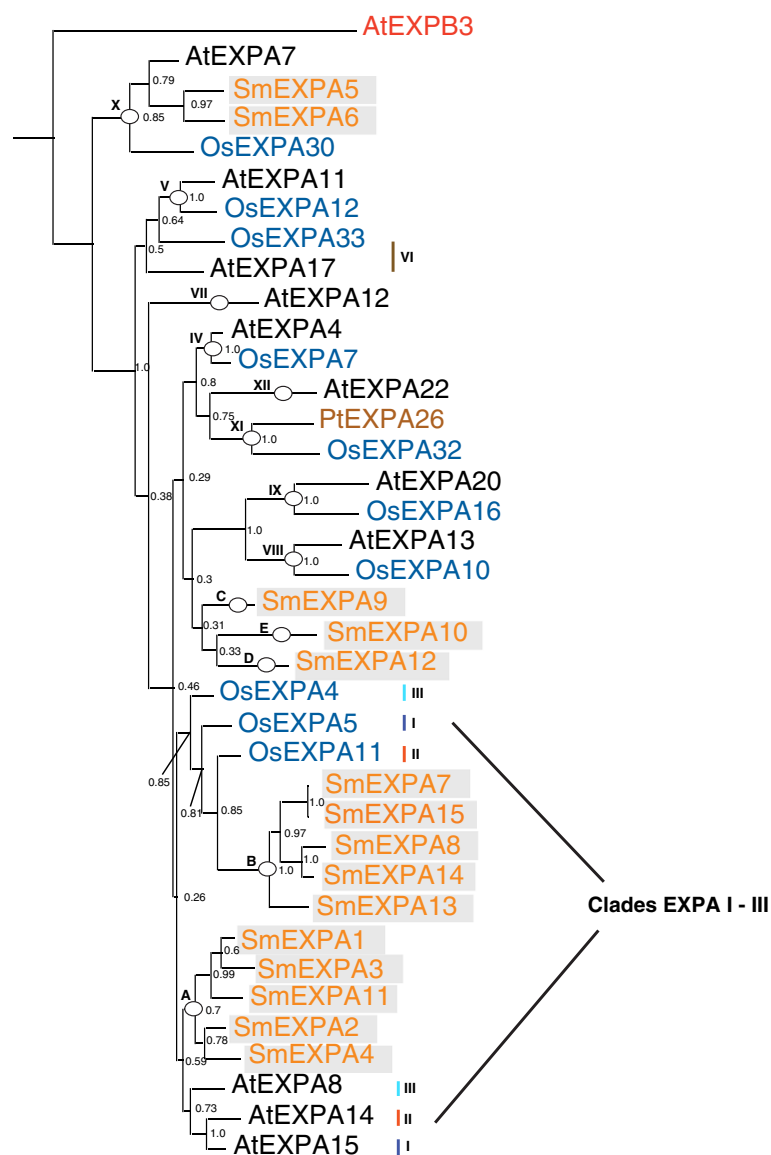 AtEXPB3
AtEXPA7
0.79
SmEXPA5
X
0.97
0.85
SmEXPA6
OsEXPA30
AtEXPA11
V
1.0
OsEXPA12
0.64
OsEXPA33
0.5
VI
AtEXPA17
VII
AtEXPA12
AtEXPA4
IV
1.0
OsEXPA7
1.0
0.8
XII
AtEXPA22
0.75
PtEXPA26
XI
1.0
OsEXPA32
0.29
AtEXPA20
0.38
IX
1.0
OsEXPA16
1.0
AtEXPA13
VIII
1.0
OsEXPA10
0.3
C
SmEXPA9
0.31
E
SmEXPA10
0.33
D
SmEXPA12
0.46
OsEXPA4
III
OsEXPA5
I
OsEXPA11
II
0.85
SmEXPA7
0.81
0.85
1.0
SmEXPA15
0.97
SmEXPA8
B
1.0
1.0
SmEXPA14
0.26
SmEXPA13
Clades EXPA I - III
SmEXPA1
0.6
SmEXPA3
0.99
A
SmEXPA11
0.7
SmEXPA2
0.78
SmEXPA4
0.59
AtEXPA8
III
0.73
AtEXPA14
II
1.0
AtEXPA15
I